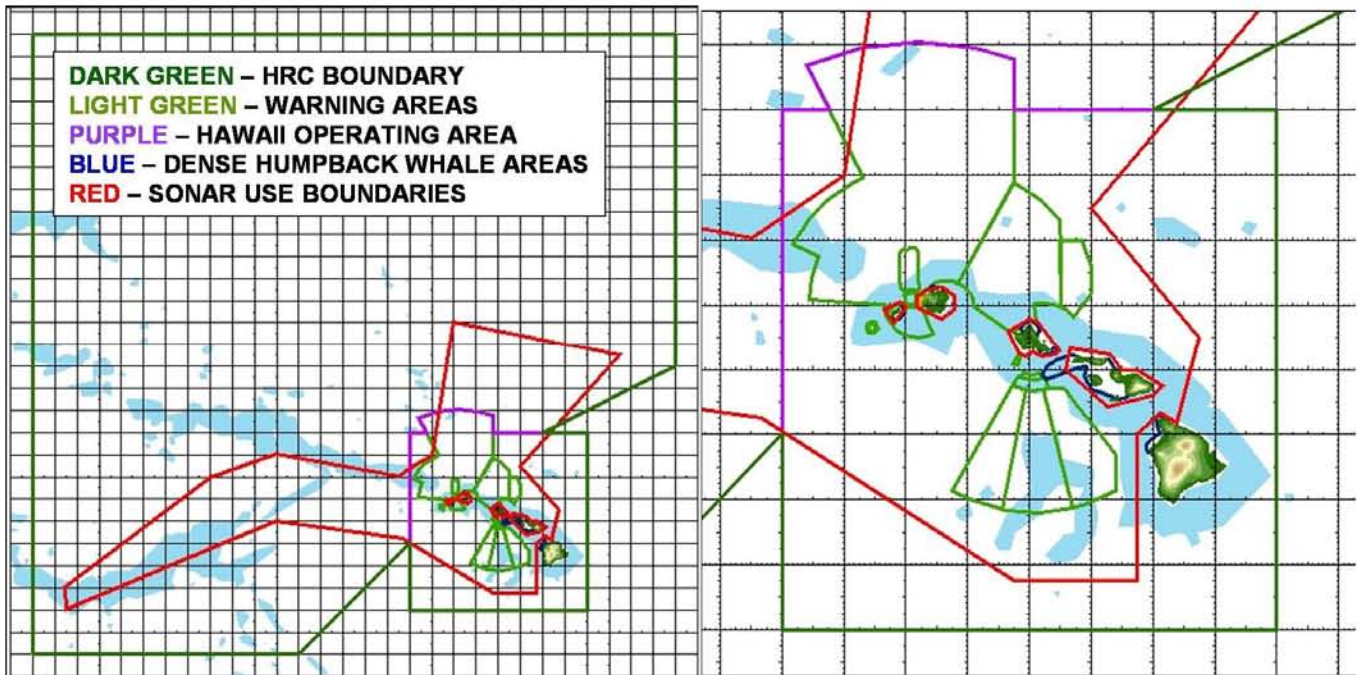 DARK GREEN – HRC BOUNDARY
LIGHT GREEN – WARNING AREAS
PURPLE – HAWAII OPERATING AREA
BLUE – DENSE HUMPBACK WHALE AREAS
RED – SONAR USE BOUNDARIES